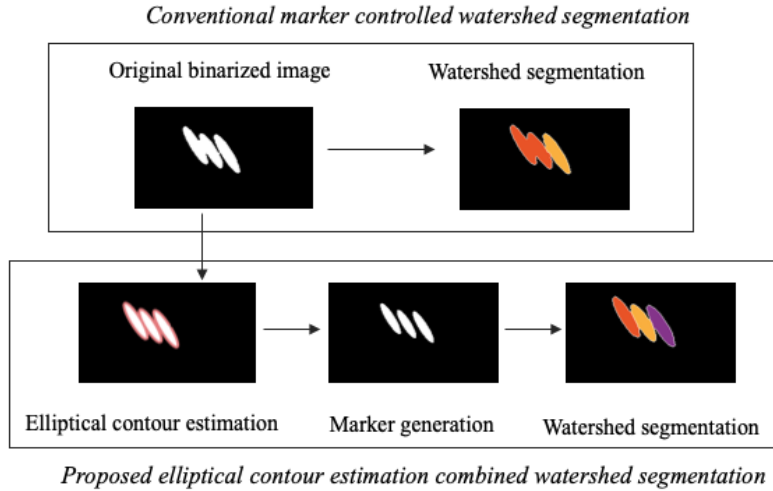 Conventional marker controlled watershed segmentation
Original binarized image
Watershed segmentation
Elliptical contour estimation
Marker generation
Watershed segmentation
Proposed elliptical contour estimation combined watershed segmentation